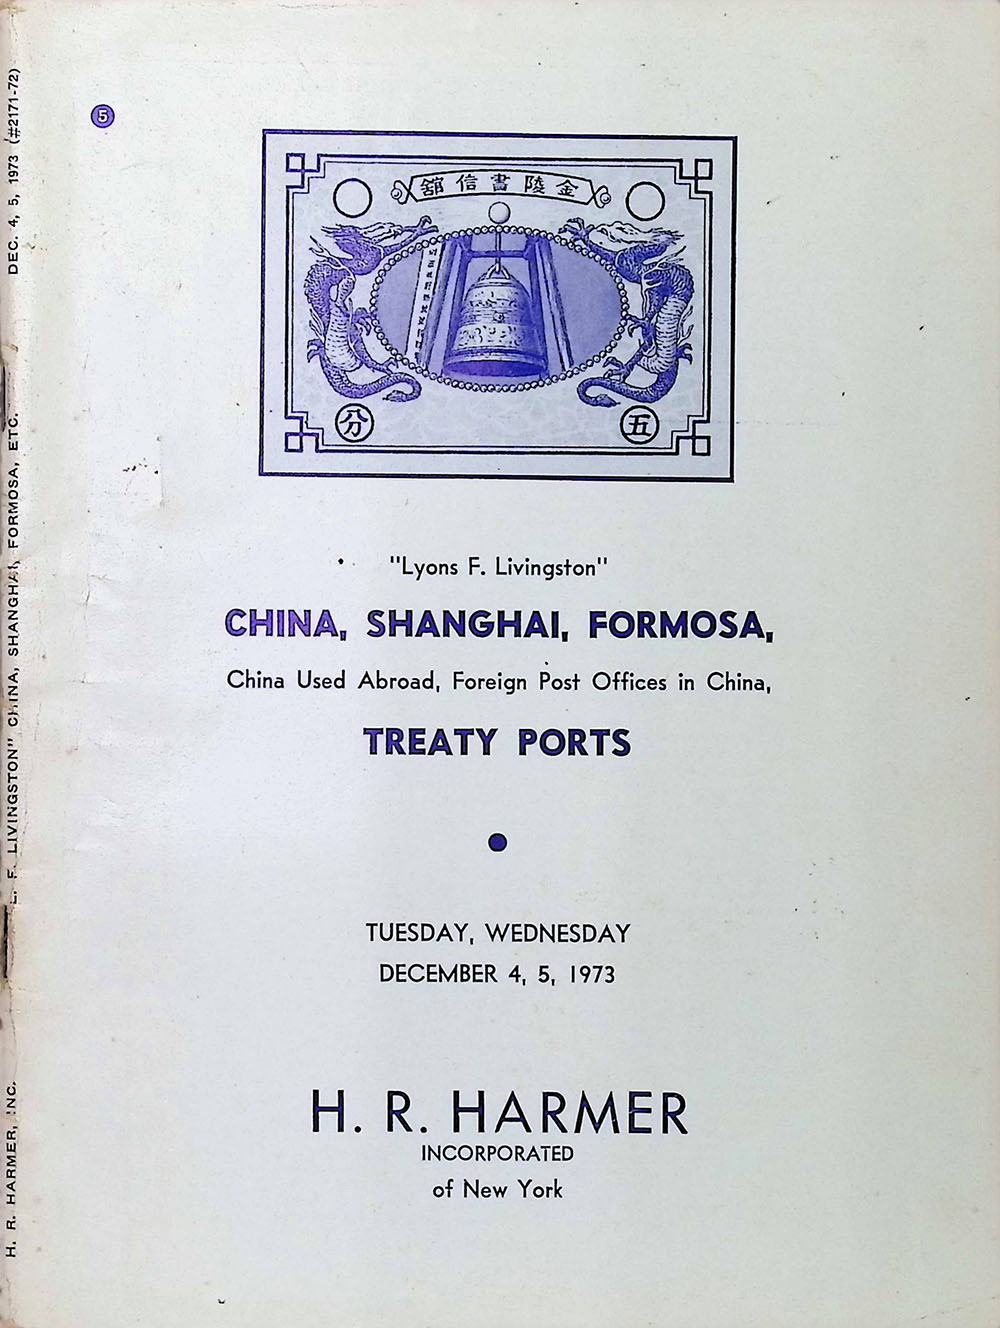 H. R. HARMER, INC. L. F. LIVINGSTON" CHINA, SHANGHAI, FORMOSA, ETC. DEC. 4, 5, 1973 (#2171-72)
5
舘信書陵金
分
五
"Lyons F. Livingston"
CHINA, SHANGHAI, FORMOSA,
China Used Abroad, Foreign Post Offices in China,
TREATY PORTS
TUESDAY, WEDNESDAY
DECEMBER 4, 5, 1973
H. R. HARMER
INCORPORATED
of New York